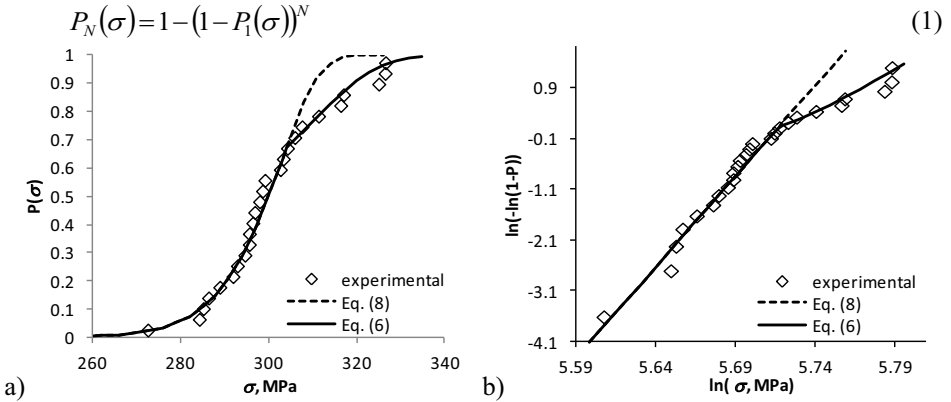 P_N(σ)=1−(1−P_1(σ))^N (1)
1
0.9
0.8
0.7
0.6
0.5
0.4
0.3
0.2
0.1
0
P(σ)
experimental
Eq. (8)
Eq. (6)
260 280 300 320 340
a) σ, MPa
0.9
-0.1
-1.1
-2.1
-3.1
-4.1
ln(-ln(1-P))
experimental
Eq. (8)
Eq. (6)
5.59 5.64 5.69 5.74 5.79
b) ln( σ, MPa)